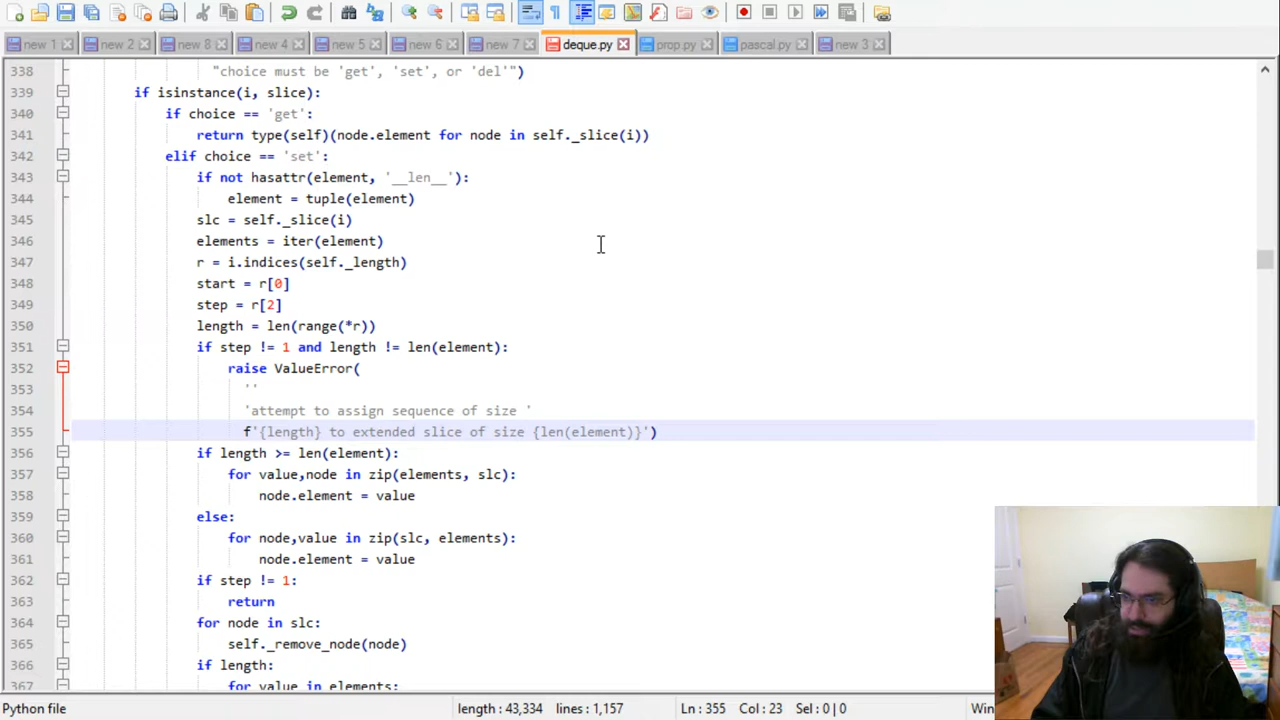 new 1
new 2
new 8
new 4
new 5
new 6
new 7
deque.py
prop.py
pascal.py
new 3
338 "choice must be 'get', 'set', or 'del'")
339 if isinstance(i, slice):
340 if choice == 'get':
341 return type(self)(node.element for node in self._slice(i))
342 elif choice == 'set':
343 if not hasattr(element, '__len__'):
344 element = tuple(element)
345 slc = self._slice(i)
346 elements = iter(element)
347 r = i.indices(self._length)
348 start = r[0]
349 step = r[2]
350 length = len(range(*r))
351 if step != 1 and length != len(element):
352 raise ValueError(
353 ''
354 'attempt to assign sequence of size '
355 f'{length} to extended slice of size {len(element)}')
356 if length >= len(element):
357 for value,node in zip(elements, slc):
358 node.element = value
359 else:
360 for node,value in zip(slc, elements):
361 node.element = value
362 if step != 1:
363 return
364 for node in slc:
365 self._remove_node(node)
366 if length:
367 for value in elements:
Python file length : 43,334 lines : 1,157 Ln : 355 Col : 23 Sel : 0 | 0 Win